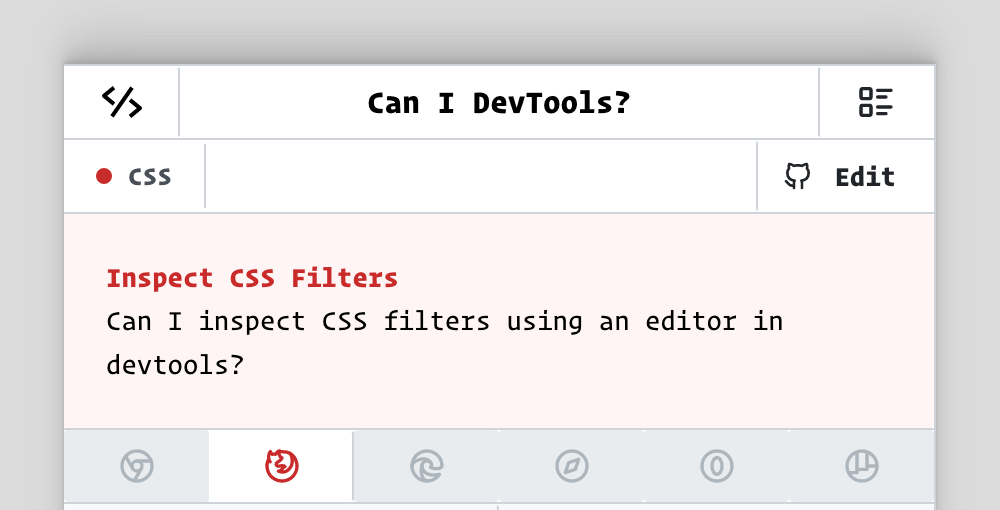 Can I DevTools?
CSS
Edit
Inspect CSS Filters
Can I inspect CSS filters using an editor in
devtools?